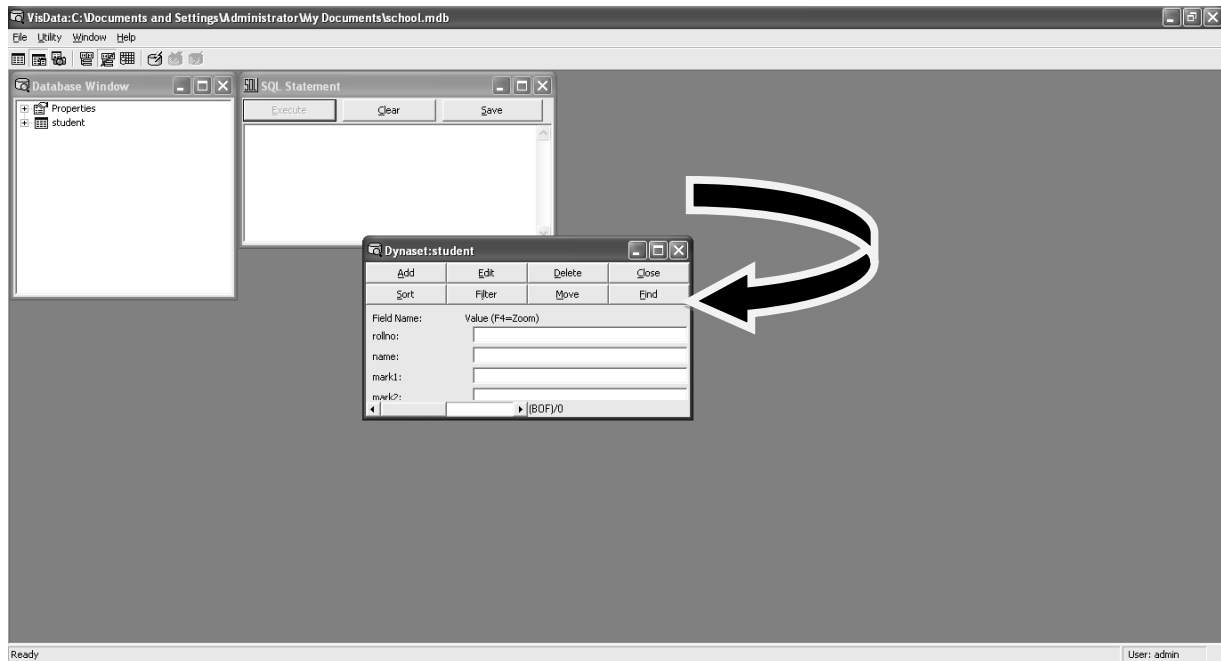 VisData:C:\Documents and Settings\Administrator\My Documents\school.mdb
File Utility Window Help
Database Window
Properties
student
SQL SQL Statement
Execute Clear Save
Dynaset:student
Add Edit Delete Close
Sort Filter Move Find
Field Name: Value (F4=Zoom)
rollno:
name:
mark1:
mark2:
(BOF)/0
Ready User: admin